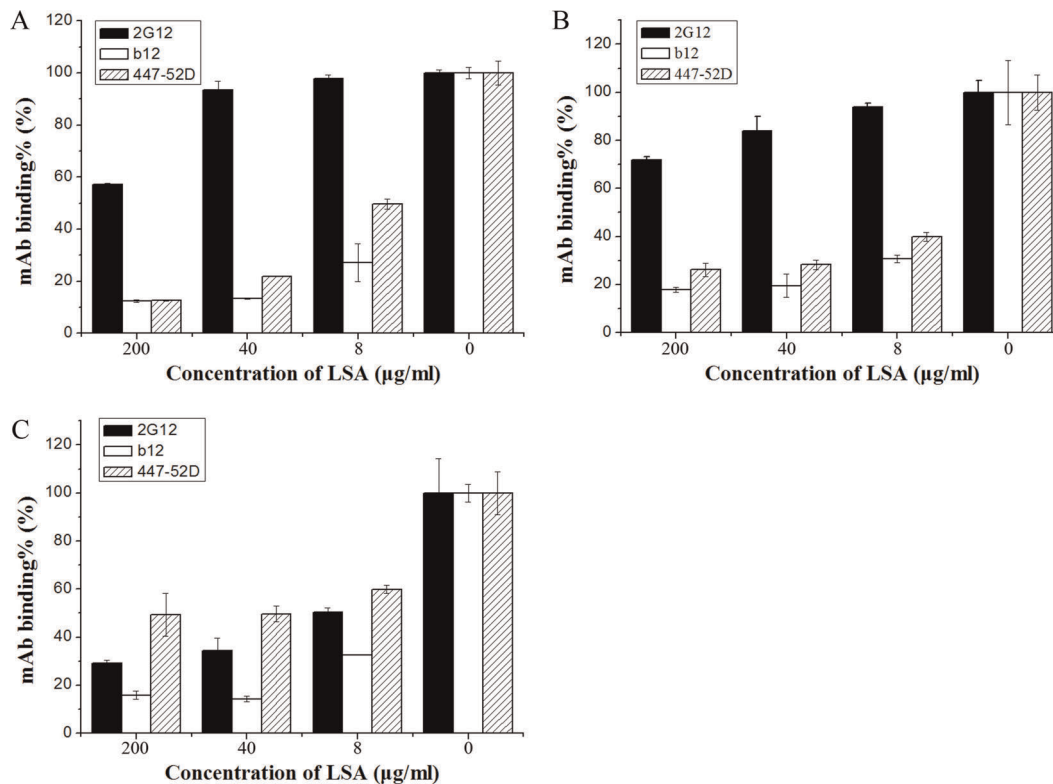 A
2G12
b12
447-52D
mAb binding% (%)
120
100
80
60
40
20
0
200 40 8 0
Concentration of LSA (µg/ml)
B
2G12
b12
447-52D
mAb binding% (%)
120
100
80
60
40
20
0
200 40 8 0
Concentration of LSA (µg/ml)
C
2G12
b12
447-52D
mAb binding% (%)
120
100
80
60
40
20
0
200 40 8 0
Concentration of LSA (µg/ml)